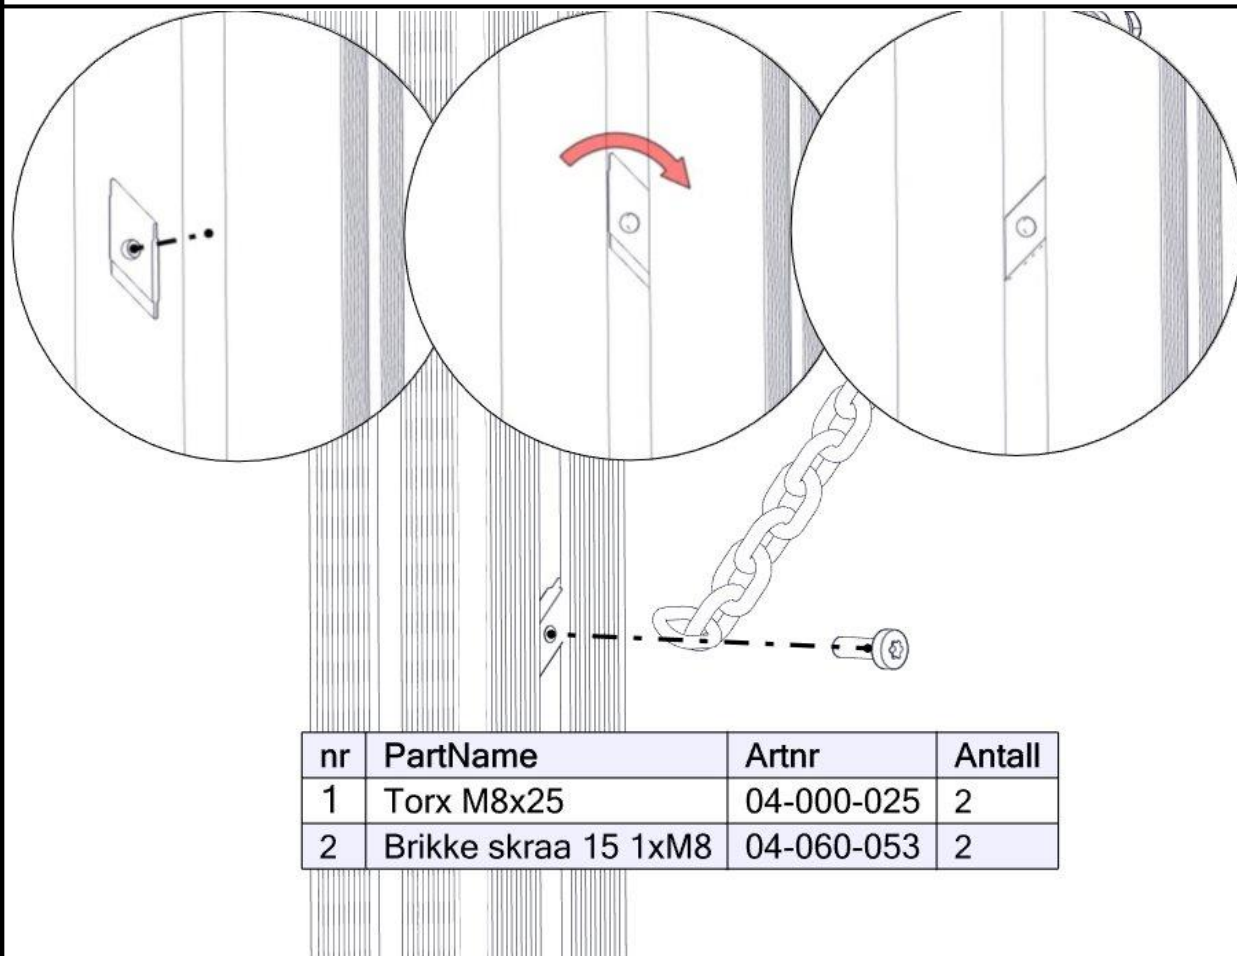 nr PartName Artnr Antall
1 Torx M8x25 04-000-025 2
2 Brikke skraa 15 1xM8 04-060-053 2